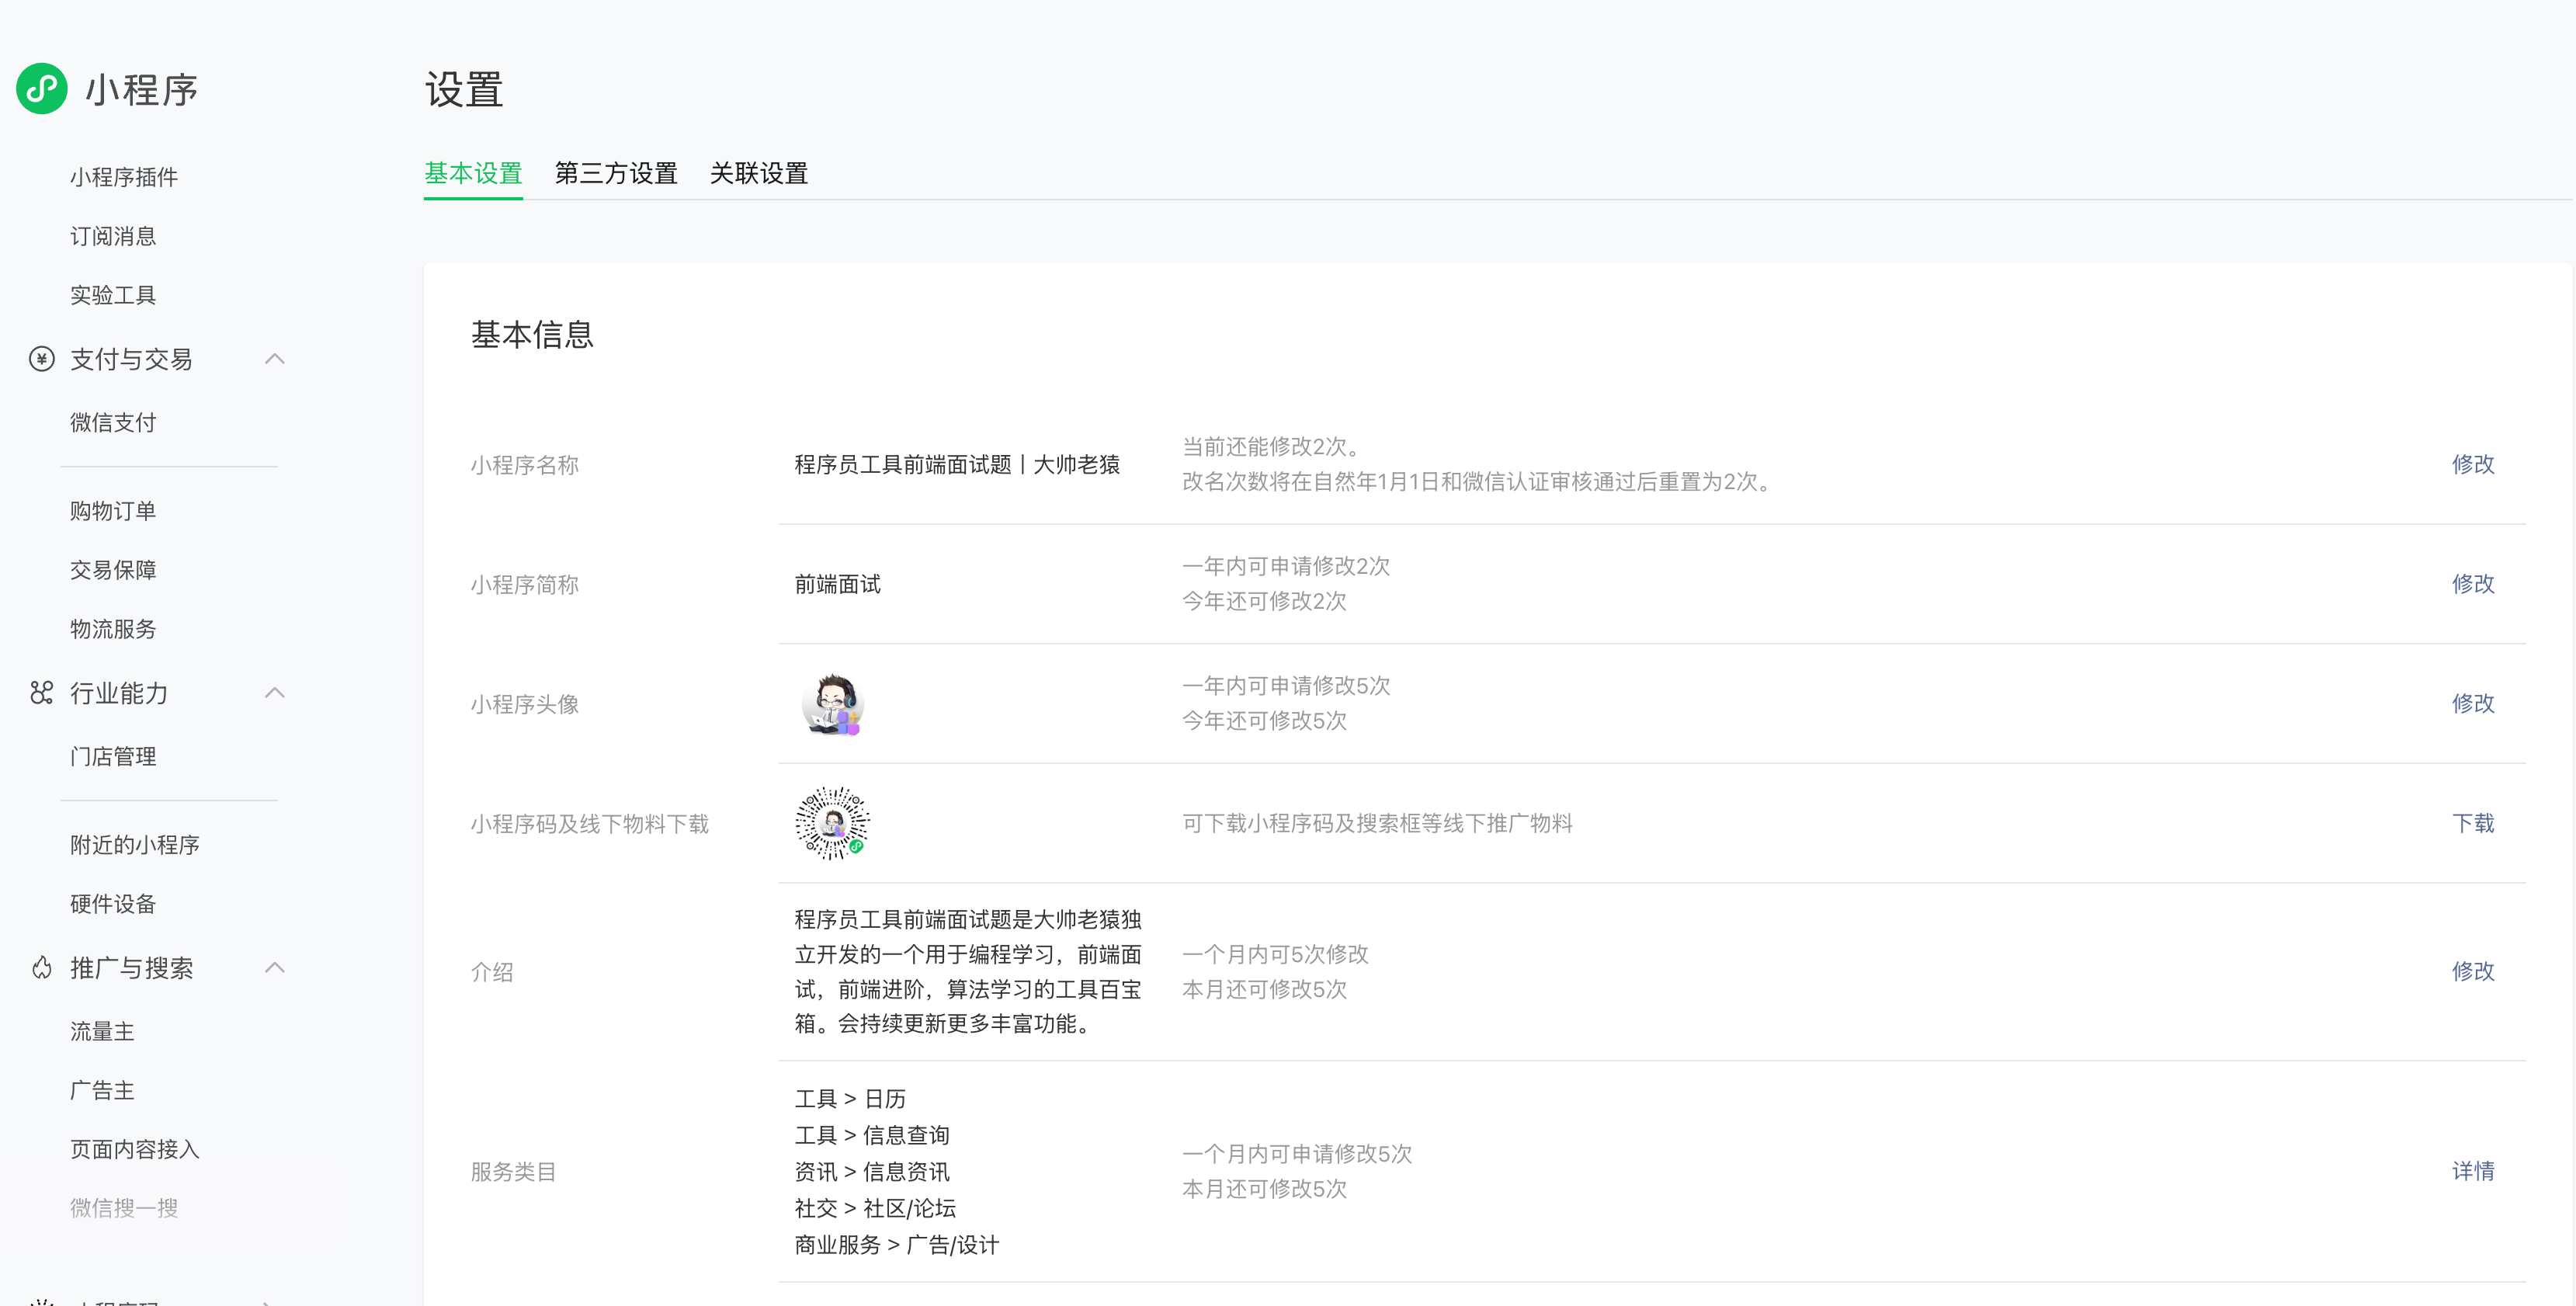 小程序
小程序插件
订阅消息
实验工具
支付与交易
微信支付
购物订单
交易保障
物流服务
行业能力
门店管理
附近的小程序
硬件设备
推广与搜索
流量主
广告主
页面内容接入
微信搜一搜
设置
基本设置 第三方设置 关联设置
基本信息
小程序名称
程序员工具前端面试题丨大帅老猿
当前还能修改2次。
改名次数将在自然年1月1日和微信认证审核通过后重置为2次。
修改
小程序简称
前端面试
一年内可申请修改2次
今年还可修改2次
修改
小程序头像
一年内可申请修改5次
今年还可修改5次
修改
小程序码及线下物料下载
可下载小程序码及搜索框等线下推广物料
下载
介绍
程序员工具前端面试题是大帅老猿独
立开发的一个用于编程学习，前端面
试，前端进阶，算法学习的工具百宝
箱。会持续更新更多丰富功能。
一个月内可5次修改
本月还可修改5次
修改
服务类目
工具 > 日历
工具 > 信息查询
资讯 > 信息资讯
社交 > 社区/论坛
商业服务 > 广告/设计
一个月内可申请修改5次
本月还可修改5次
详情